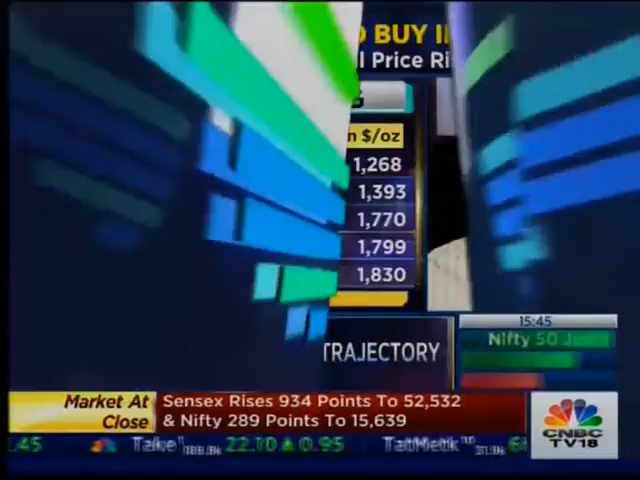 BUY
Price
$/oz
1,268
1,393
1,770
1,799
1,830
TRAJECTORY
15:45
Nifty 50
Market At
Close
Sensex Rises 934 Points To 52,532
& Nifty 289 Points To 15,639
CNBC
TV18
.45
Take
22.10 ▲ 0.95